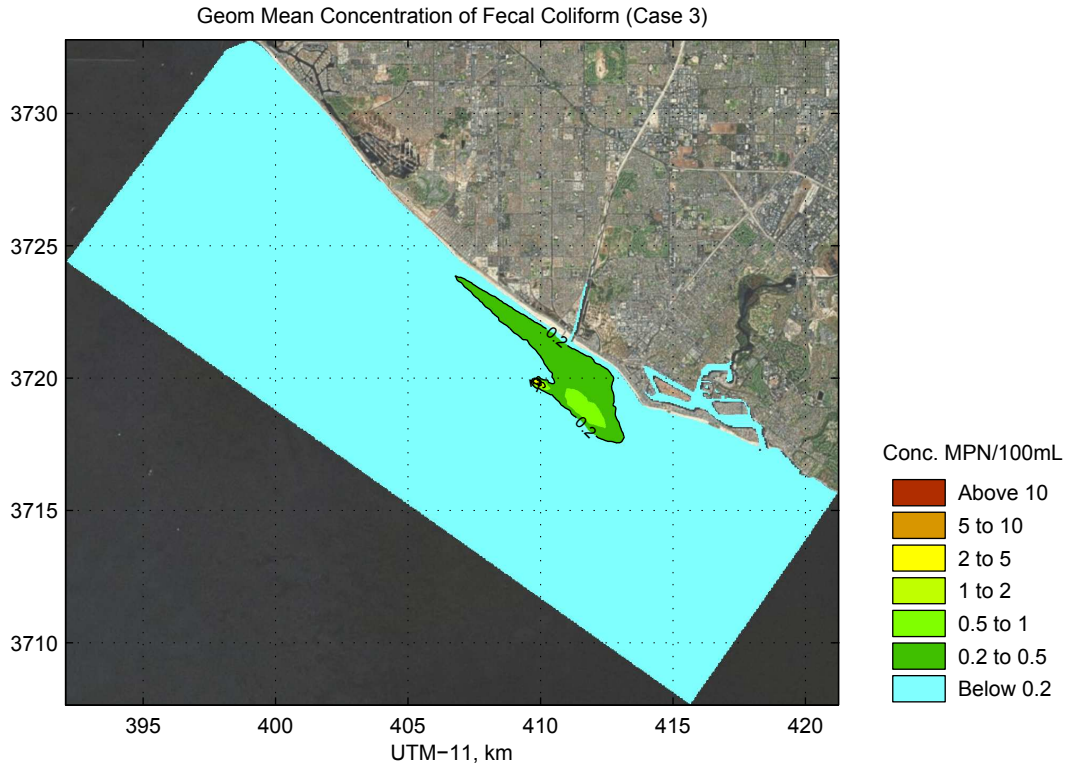 Geom Mean Concentration of Fecal Coliform (Case 3)
3730
3725
3720
3715
3710
0.2
0.2
395
400
405
410
415
420
UTM−11, km
Conc. MPN/100mL
Above 10
5 to 10
2 to 5
1 to 2
0.5 to 1
0.2 to 0.5
Below 0.2